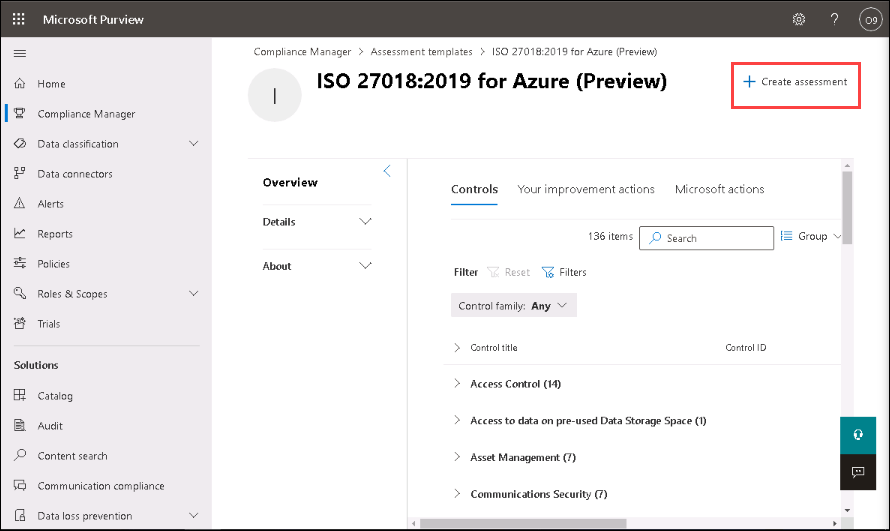 Microsoft Purview
O9
Home
Compliance Manager
Data classification
Data connectors
Alerts
Reports
Policies
Roles & Scopes
Trials
Solutions
Catalog
Audit
Content search
Communication compliance
Data loss prevention
Compliance Manager > Assessment templates > ISO 27018:2019 for Azure (Preview)
I
ISO 27018:2019 for Azure (Preview)
+ Create assessment
Overview
Details
About
Controls Your improvement actions Microsoft actions
136 items Search Group
Filter Reset Filters
Control family: Any
Control title Control ID
Access Control (14)
Access to data on pre-used Data Storage Space (1)
Asset Management (7)
Communications Security (7)